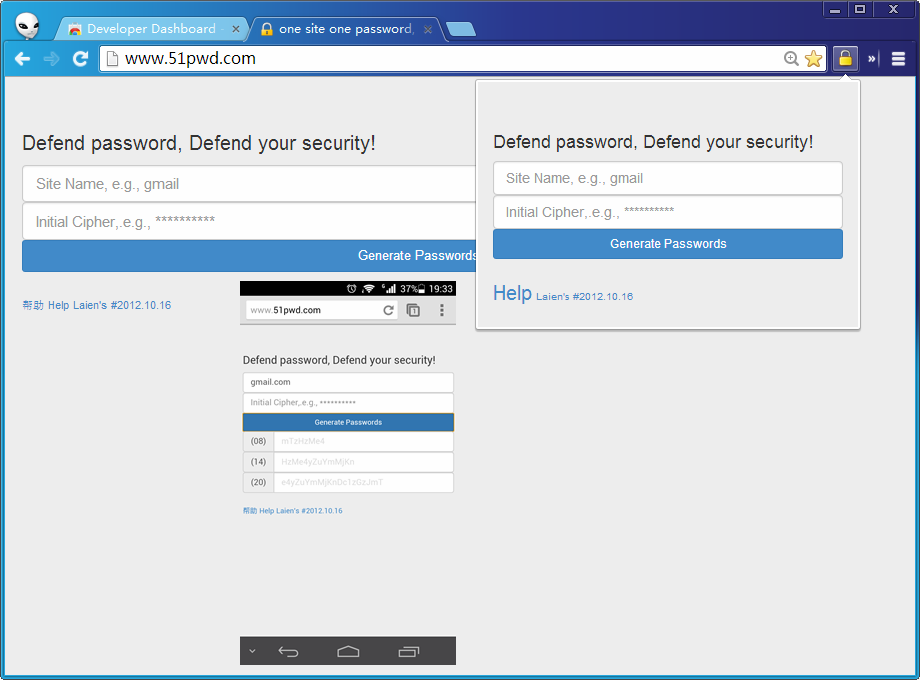 Developer Dashboard
one site one password,
www.51pwd.com
Defend password, Defend your security!
Site Name, e.g., gmail
Initial Cipher,.e.g., **********
Generate Passwords
帮助 Help Laien's #2012.10.16
37% 19:33
www.51pwd.com
1
Defend password, Defend your security!
gmail.com
Initial Cipher,.e.g., **********
Generate Passwords
(08) mTzHzMe4
(14) HzMe4yZuYmMjKn
(20) e4yZuYmMjKnDc1zGzJmT
帮助 Help Laien's #2012.10.16
Defend password, Defend your security!
Site Name, e.g., gmail
Initial Cipher,.e.g., **********
Generate Passwords
Help Laien's #2012.10.16